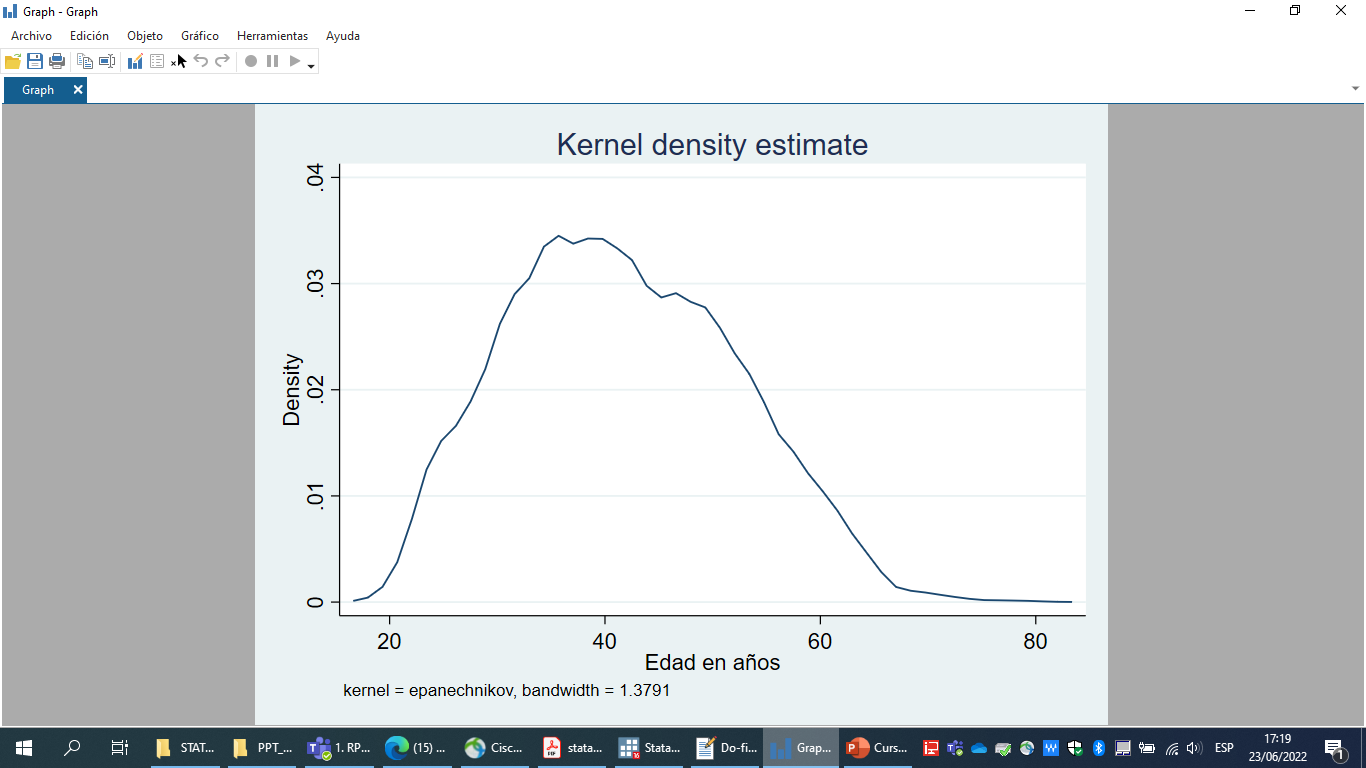 Graph - Graph
Archivo Edición Objeto Gráfico Herramientas Ayuda
Graph
Kernel density estimate
.04
.03
.02
.01
0
Density
20 40 60 80
Edad en años
kernel = epanechnikov, bandwidth = 1.3791
STAT... PPT_... 1. RP... (15) ... Cisc... stata... Stata... Do-fi... Grap... Curs... ESP 17:19
23/06/2022